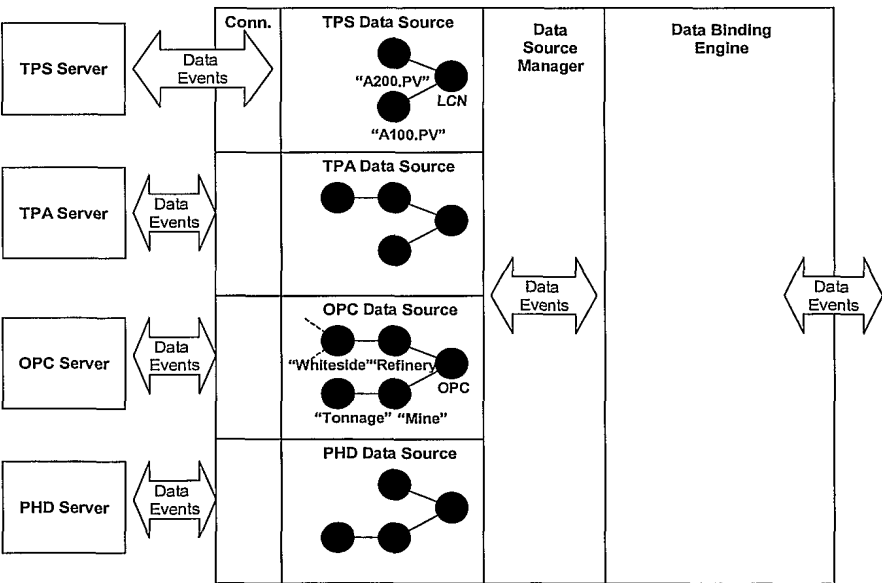 Conn.
TPS Data Source
Data
Source
Manager
Data Binding
Engine
TPS Server
Data
Events
“A200.PV”
LCN
“A100.PV”
TPA Data Source
TPA Server
Data
Events
Data
Events
Data
Events
OPC Data Source
OPC Server
Data
Events
“Whiteside”
“Refinery
OPC
“Tonnage”
“Mine”
PHD Data Source
PHD Server
Data
Events